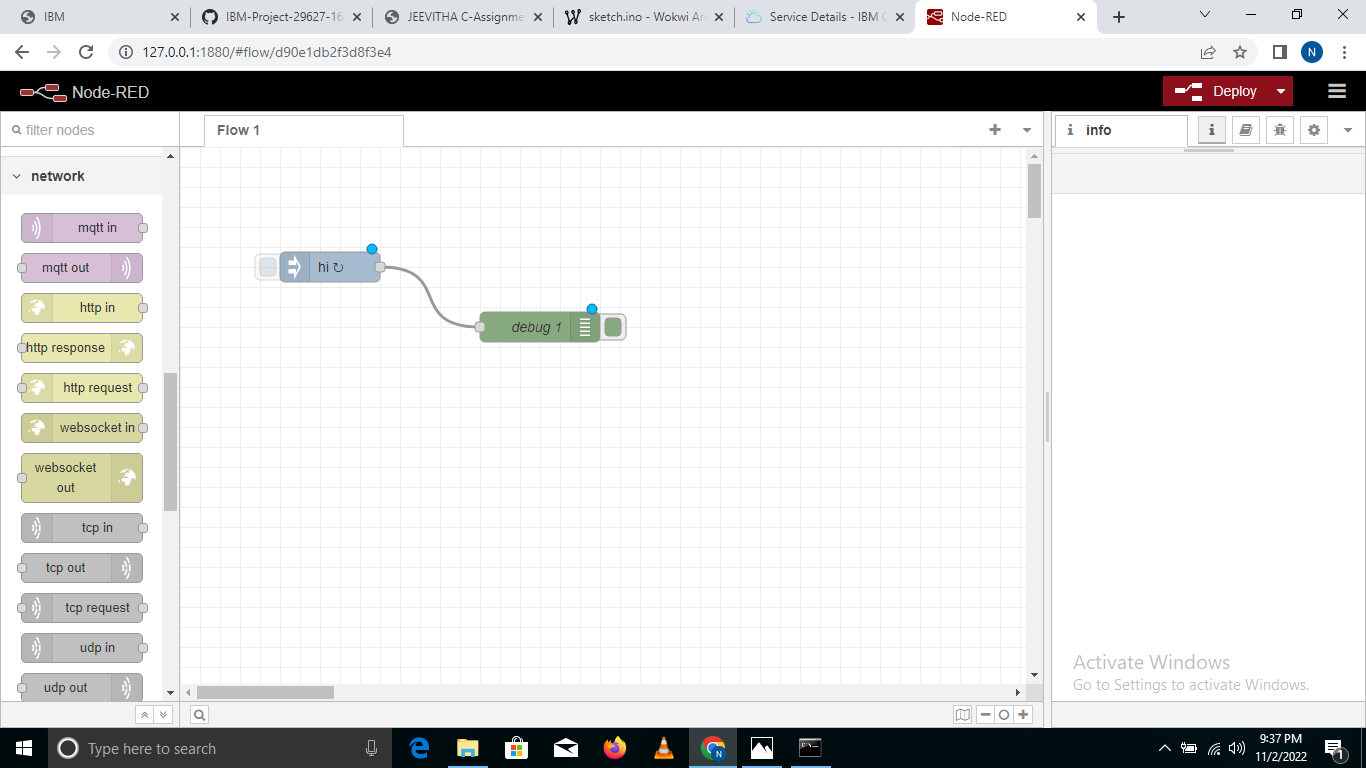 IBM
IBM-Project-29627-16
JEEVITHA C-Assignme
sketch.ino - Wokwi Ar
Service Details - IBM C
Node-RED
127.0.0.1:1880/#flow/d90e1db2f3d8f3e4
N
Node-RED
Deploy
filter nodes
Flow 1
info
network
mqtt in
mqtt out
http in
http response
http request
websocket in
websocket
out
tcp in
tcp out
tcp request
udp in
udp out
hi ↻
debug 1
Activate Windows
Go to Settings to activate Windows.
Type here to search
N
9:37 PM
11/2/2022
1